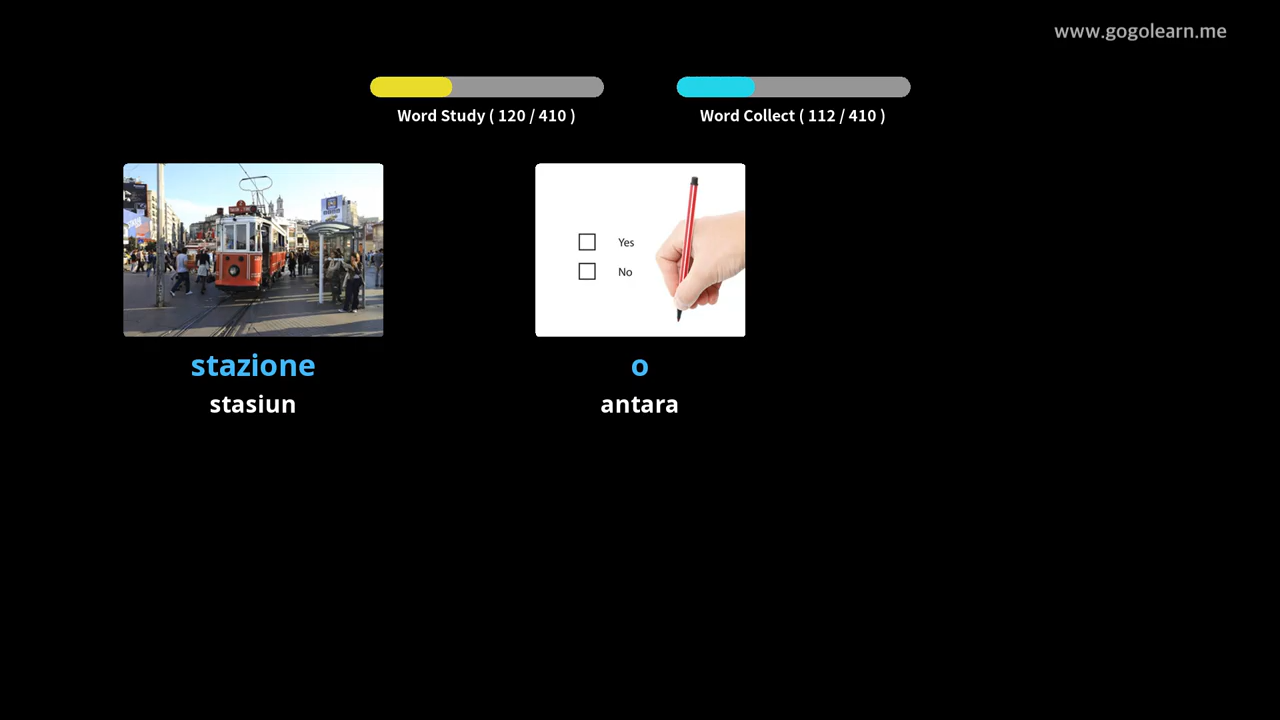 www.gogolearn.me
Word Study ( 120 / 410 )
Word Collect ( 112 / 410 )
Yes
No
stazione
stasiun
o
antara